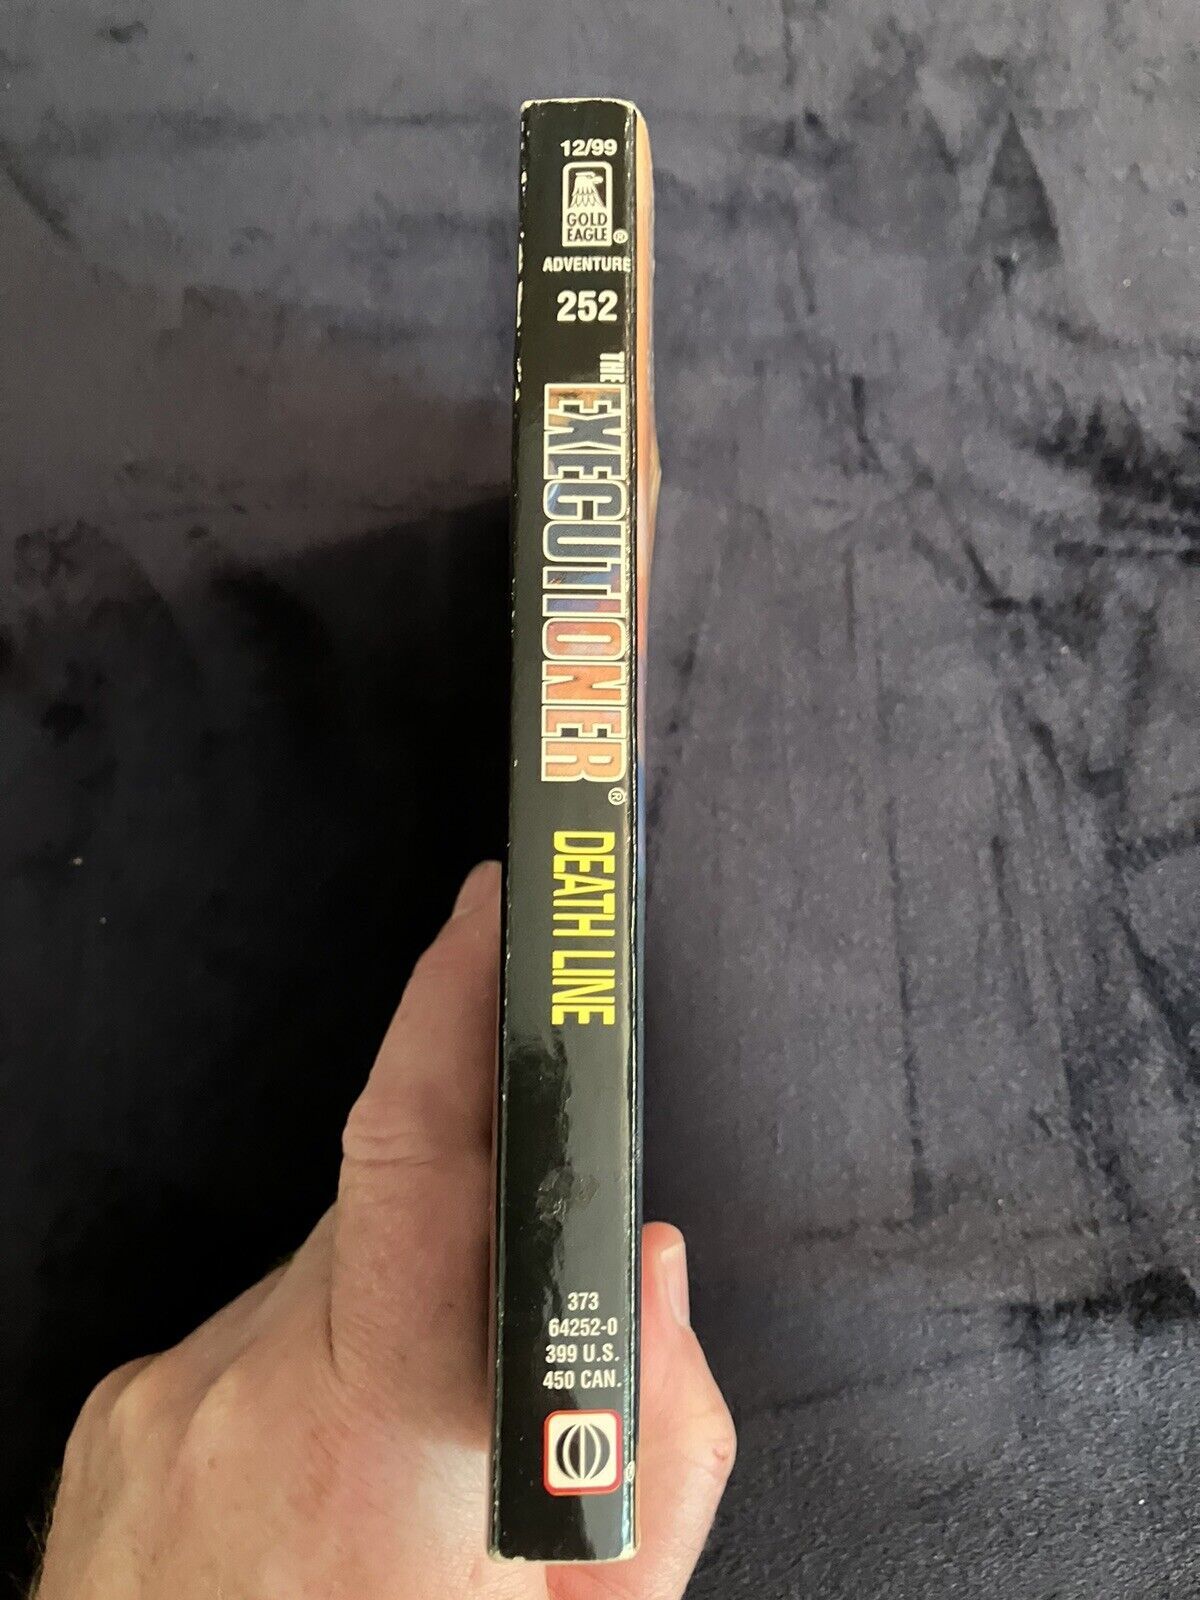 12/99
GOLD
EAGLE®
ADVENTURE
252
THE
EXECUTIONER®
DEATH LINE
373
64252-0
399 U.S.
450 CAN.
®